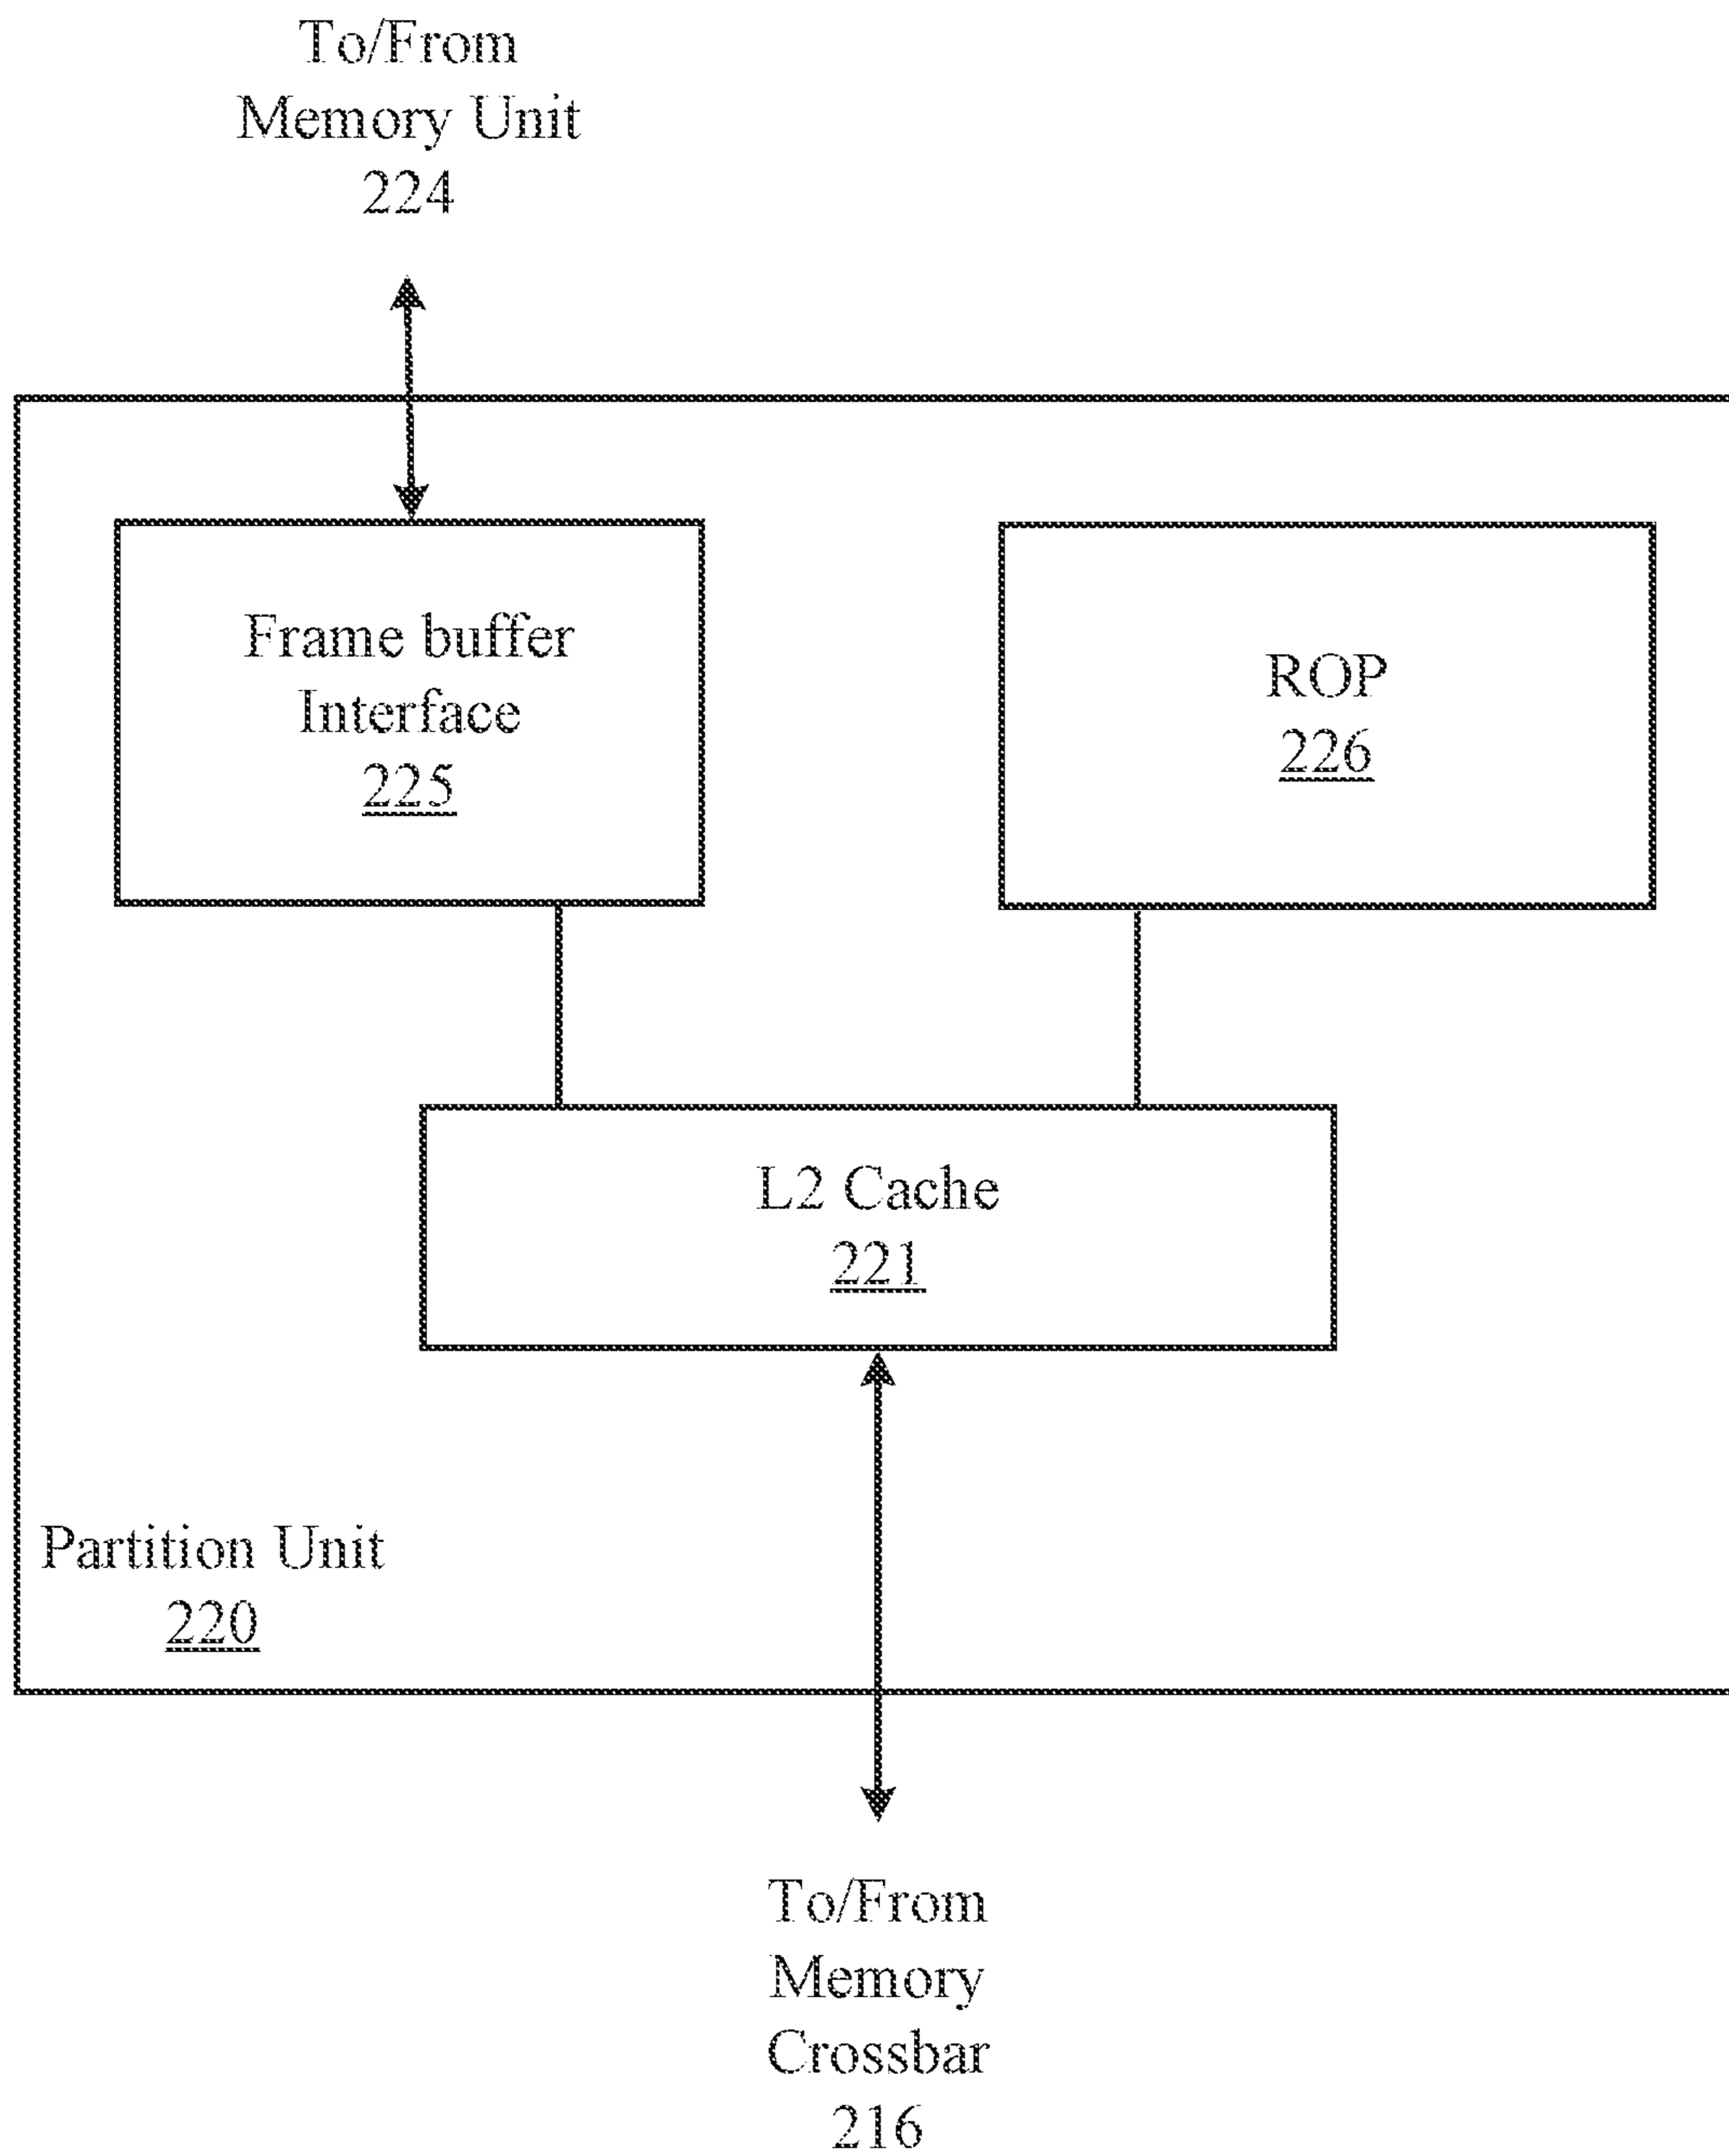 To/From
Memory Unit
224
Frame buffer
Interface
225
ROP
226
L2 Cache
221
Partition Unit
220
To/From
Memory
Crossbar
216